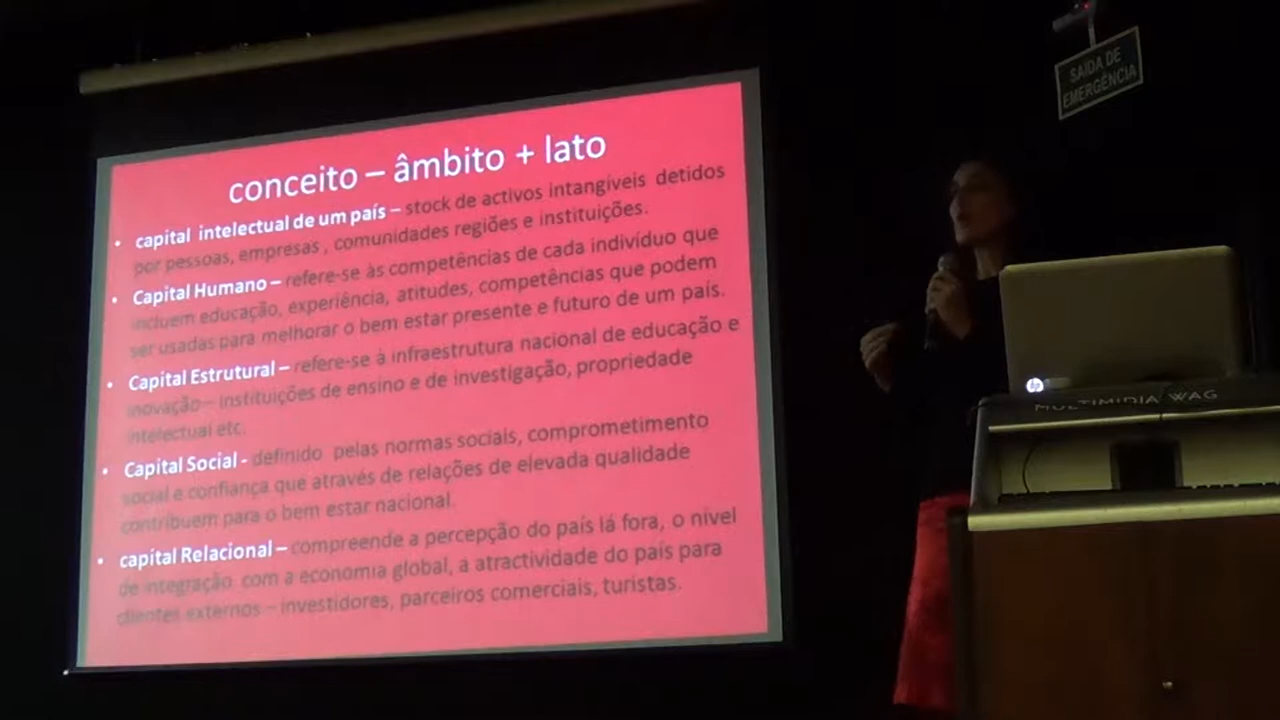 SAIDA DE
EMERGÊNCIA
conceito – âmbito + lato
• capital intelectual de um país – stock de activos intangíveis detidos
por pessoas, empresas , comunidades regiões e instituições.
• Capital Humano – refere-se às competências de cada indivíduo que
incluem educação, experiência, atitudes, competências que podem
ser usadas para melhorar o bem estar presente e futuro de um país.
• Capital Estrutural – refere-se à infraestrutura nacional de educação e
inovação – instituições de ensino e de investigação, propriedade
intelectual etc.
• Capital Social - definido pelas normas sociais, comprometimento
social e confiança que através de relações de elevada qualidade
contribuem para o bem estar nacional.
• capital Relacional – compreende a percepção do país lá fora, o nível
de integração com a economia global, a atractividade do país para
clientes externos – investidores, parceiros comerciais, turistas.
hp
MULTIMIDIA WAG